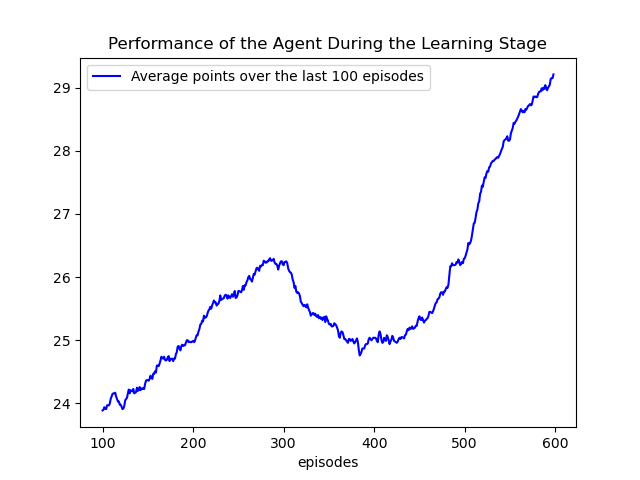 Performance of the Agent During the Learning Stage
Average points over the last 100 episodes
29
28
27
26
25
24
100 200 300 400 500 600
episodes